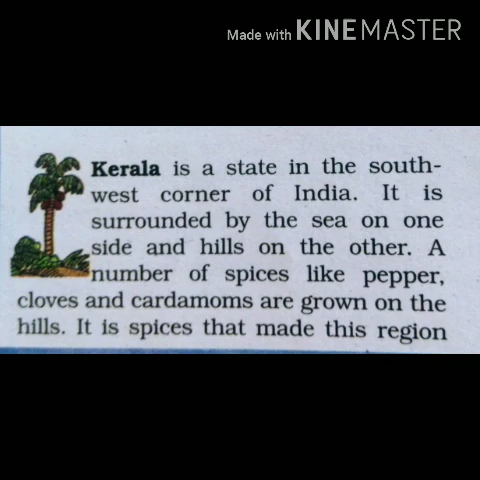 Made with KINEMASTER
Kerala is a state in the south-
west corner of India. It is
surrounded by the sea on one
side and hills on the other. A
number of spices like pepper,
cloves and cardamoms are grown on the
hills. It is spices that made this region